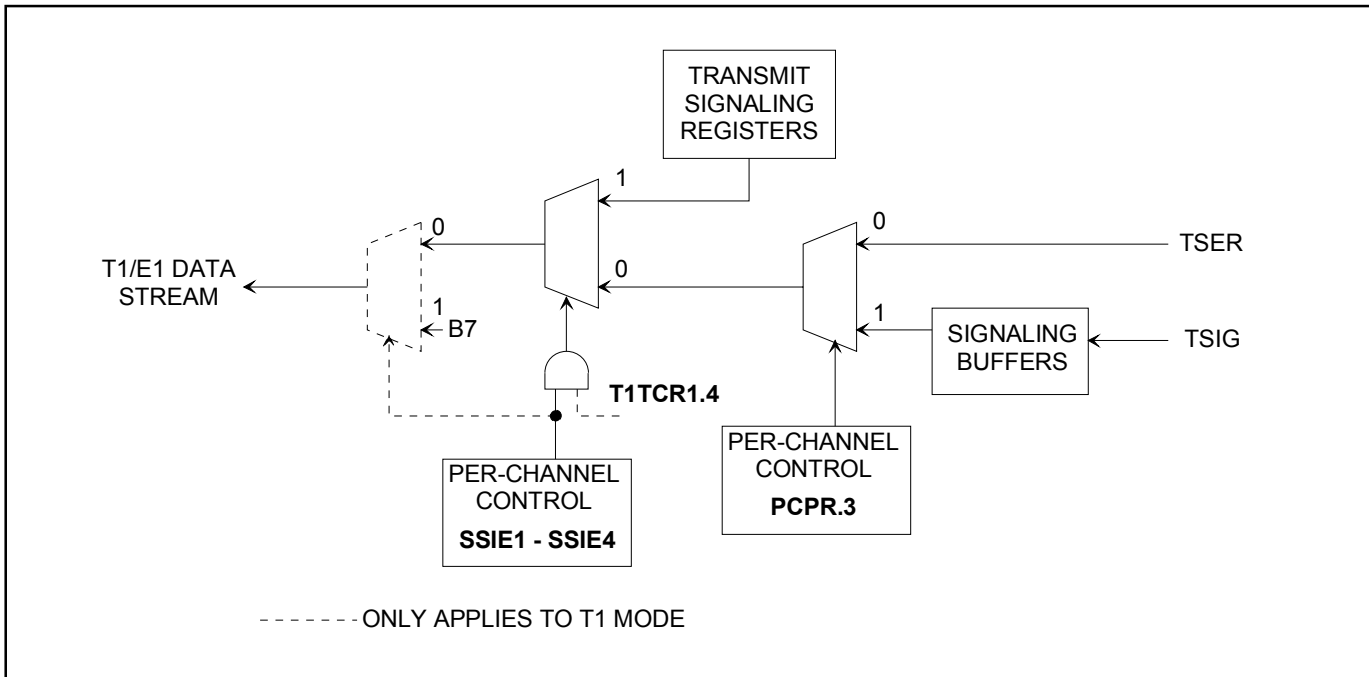 TRANSMIT
SIGNALING
REGISTERS
1
0
0
TSER
0
T1/E1 DATA
STREAM
1
B7
1
SIGNALING
BUFFERS
TSIG
T1TCR1.4
PER-CHANNEL
CONTROL
SSIE1 - SSIE4
PER-CHANNEL
CONTROL
PCPR.3
ONLY APPLIES TO T1 MODE